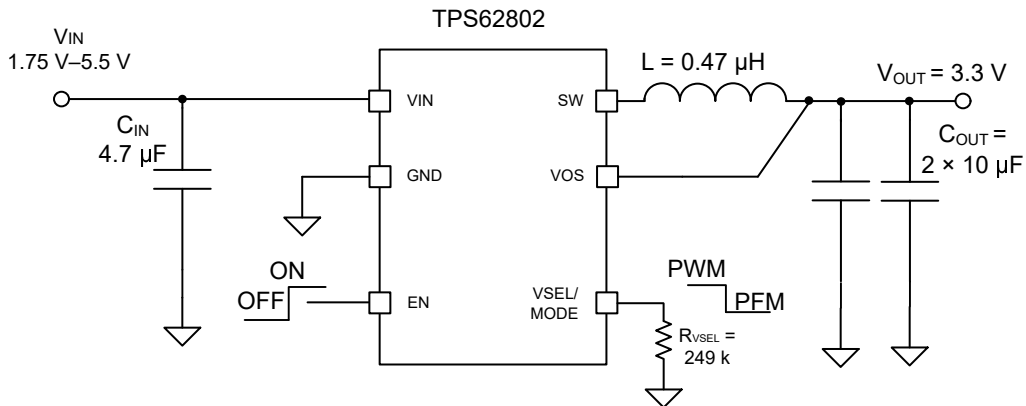 TPS62802
VIN
1.75 V–5.5 V
L = 0.47 µH
VOUT = 3.3 V
VIN
SW
CIN
4.7 µF
COUT =
2 × 10 µF
GND
VOS
ON
OFF
EN
VSEL/
MODE
PWM
PFM
RVSEL =
249 k